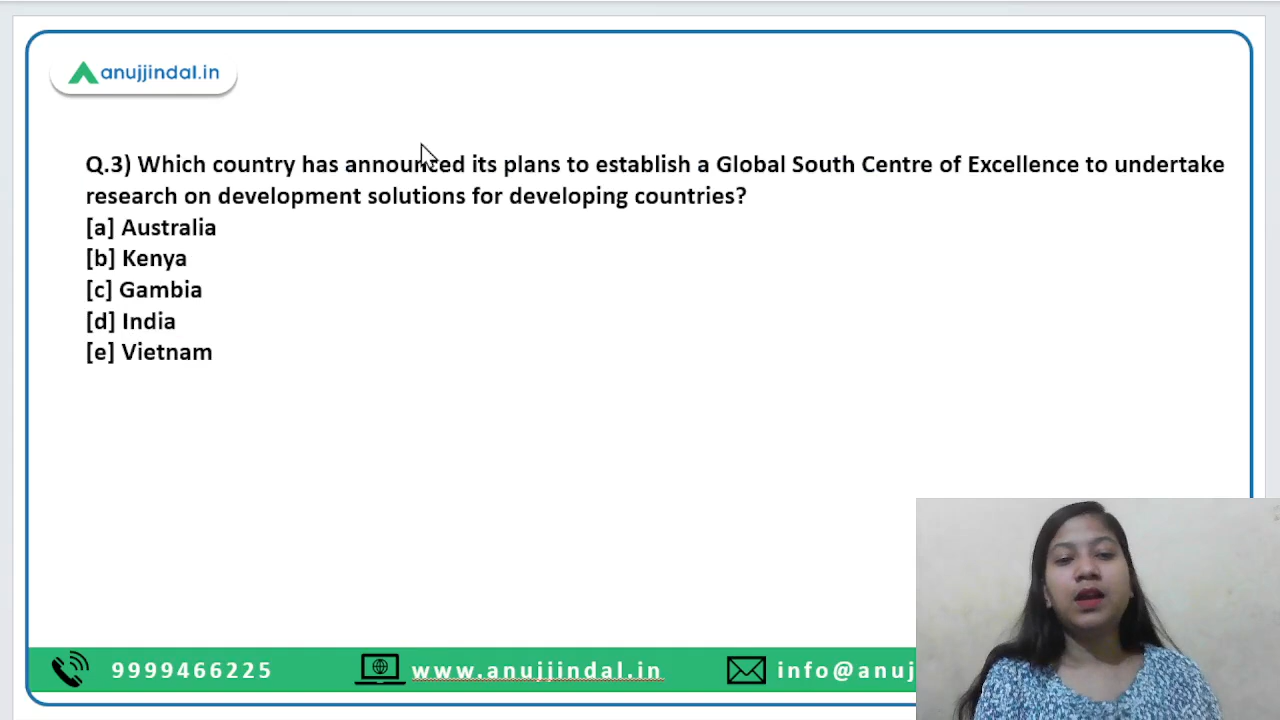 anujjindal.in
Q.3) Which country has announced its plans to establish a Global South Centre of Excellence to undertake
research on development solutions for developing countries?
[a] Australia
[b] Kenya
[c] Gambia
[d] India
[e] Vietnam
9999466225 www.anujjindal.in info@anuj